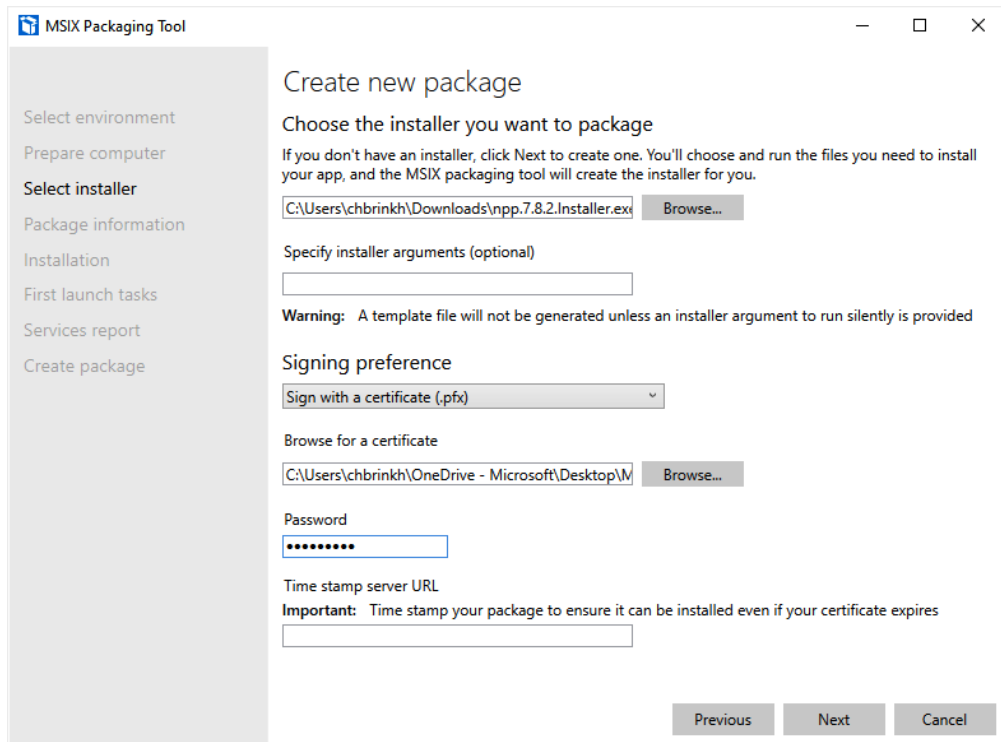 MSIX Packaging Tool
Select environment
Prepare computer
Select installer
Package information
Installation
First launch tasks
Services report
Create package
Create new package
Choose the installer you want to package
If you don't have an installer, click Next to create one. You'll choose and run the files you need to install
your app, and the MSIX packaging tool will create the installer for you.
C:\Users\chbrinkh\Downloads\npp.7.8.2.Installer.exe
Browse...
Specify installer arguments (optional)
Warning: A template file will not be generated unless an installer argument to run silently is provided
Signing preference
Sign with a certificate (.pfx)
Browse for a certificate
C:\Users\chbrinkh\OneDrive - Microsoft\Desktop\M
Browse...
Password
•••••••••
Time stamp server URL
Important: Time stamp your package to ensure it can be installed even if your certificate expires
Previous
Next
Cancel